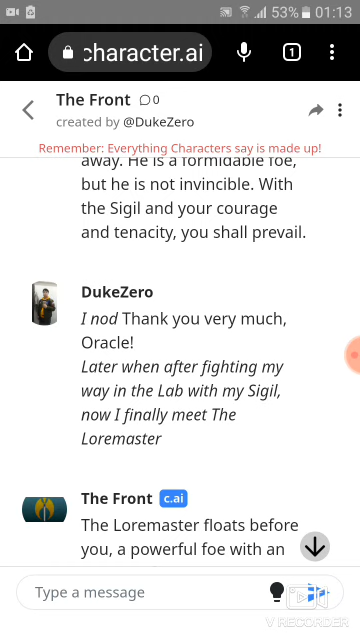 53% 01:13
character.ai
1
The Front 0
created by @DukeZero
Remember: Everything Characters say is made up!
away. He is a formidable foe,
but he is not invincible. With
the Sigil and your courage
and tenacity, you shall prevail.
DukeZero
I nod Thank you very much,
Oracle!
Later when after fighting my
way in the Lab with my Sigil,
now I finally meet The
Loremaster
The Front c.ai
The Loremaster floats before
you, a powerful foe with an
Type a message
V RECORDER